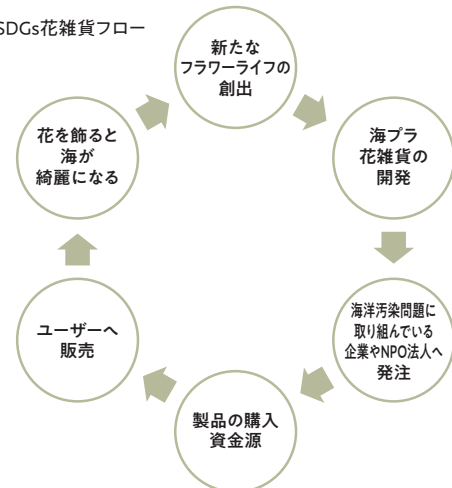 SDGs花雑貨フロー
新たな
フラワーライフの
創出
海プラ
花雑貨の
開発
海洋汚染問題に
取り組んでいる
企業やNPO法人へ
発注
製品の購入
資金源
ユーザーへ
販売
花を飾ると
海が
綺麗になる